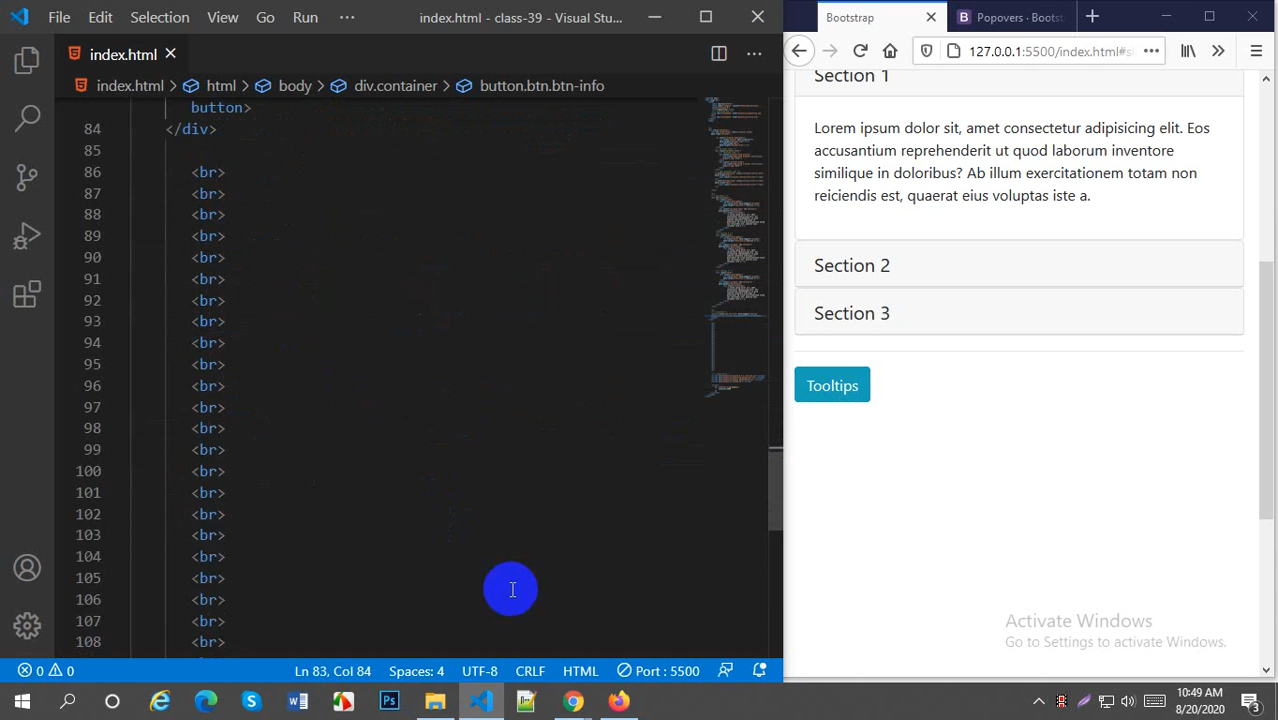 File Edit Selection View Go Run ··· index.html - class-39 - Visual Stu...
index.html
index.html > html > body > div.container > button.btn.btn-info
button>
84 </div>
85
86 <br>
87 <br>
88 <br>
89 <br>
90 <br>
91 <br>
92 <br>
93 <br>
94 <br>
95 <br>
96 <br>
97 <br>
98 <br>
99 <br>
100 <br>
101 <br>
102 <br>
103 <br>
104 <br>
105 <br>
106 <br>
107 <br>
108 <br>
0 0 Ln 83, Col 84 Spaces: 4 UTF-8 CRLF HTML Port : 5500
Bootstrap Popovers · Boots
127.0.0.1:5500/index.html#s
Section 1
Lorem ipsum dolor sit, amet consectetur adipisicing elit. Eos
accusantium reprehenderit ut quod laborum inventore
similique in doloribus? Ab illum exercitationem totam non
reiciendis est, quaerat eius voluptas iste a.
Section 2
Section 3
Tooltips
Activate Windows
Go to Settings to activate Windows.
10:49 AM
8/20/2020
3